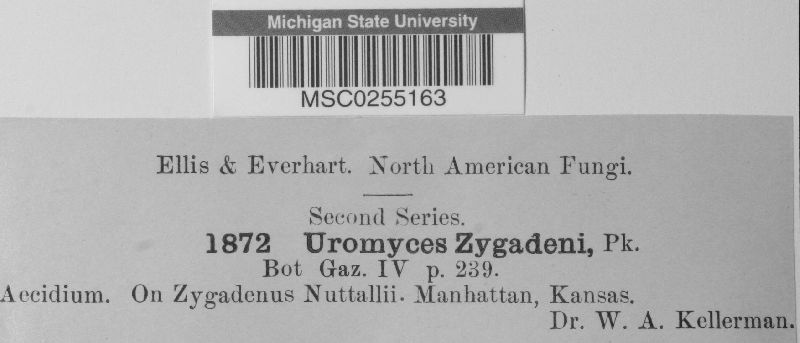 Michigan State University
MSC0255163
Ellis & Everhart. North American Fungi.
Second Series.
1872 Uromyces Zygadeni, Pk.
Bot Gaz. IV p. 239.
Aecidium. On Zygadenus Nuttallii. Manhattan, Kansas.
Dr. W. A. Kellerman.